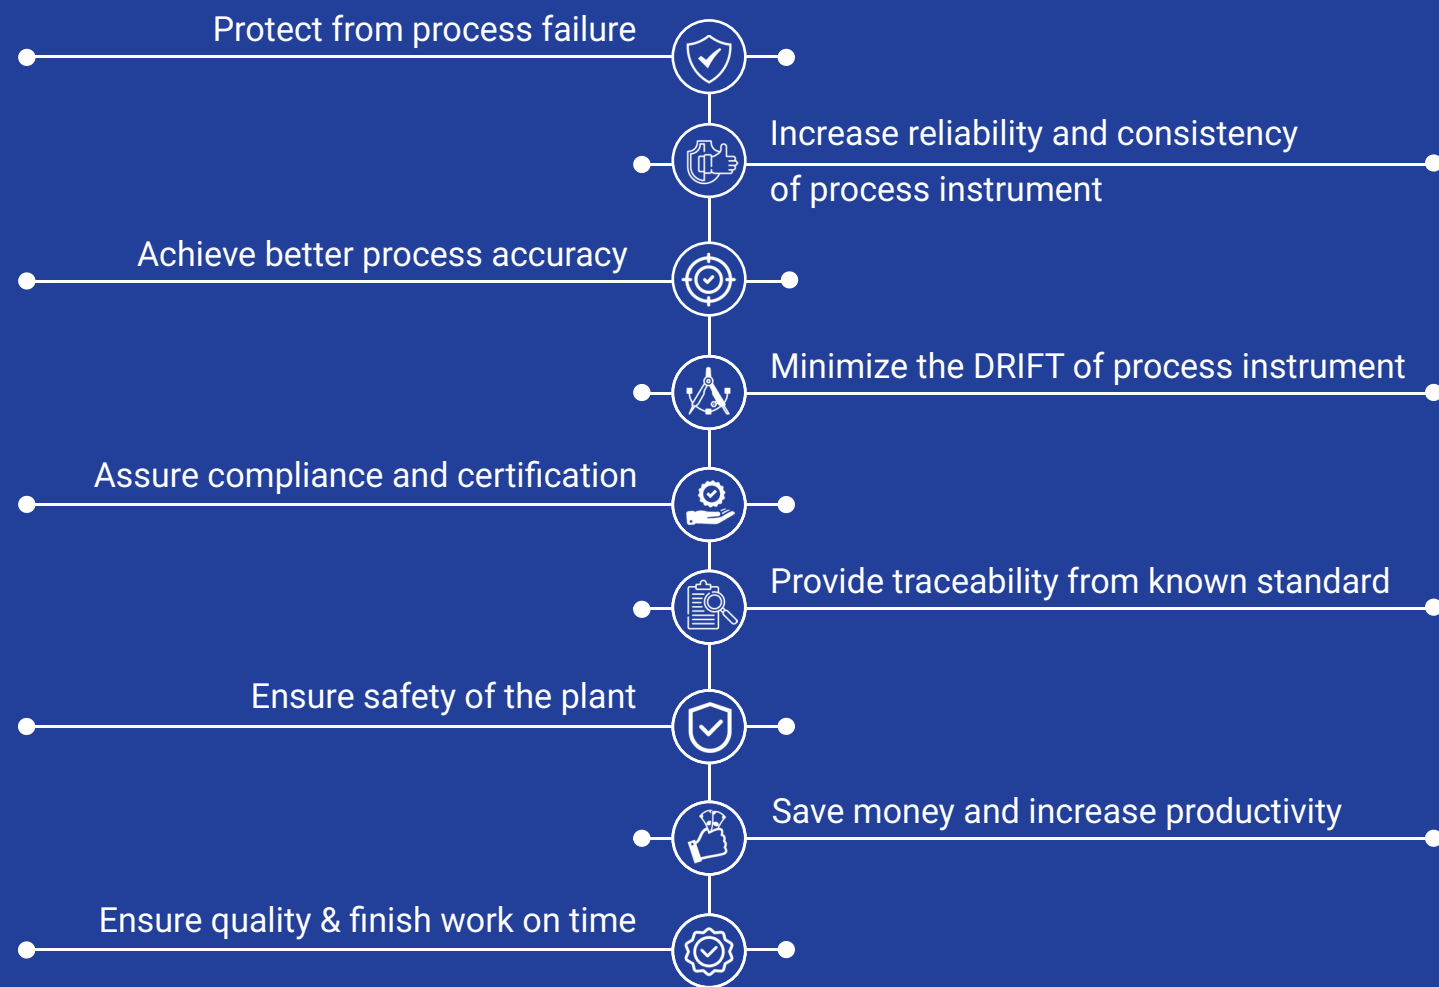 Protect from process failure
Increase reliability and consistency
of process instrument
Achieve better process accuracy
Minimize the DRIFT of process instrument
Assure compliance and certification
Provide traceability from known standard
Ensure safety of the plant
Save money and increase productivity
Ensure quality & finish work on time